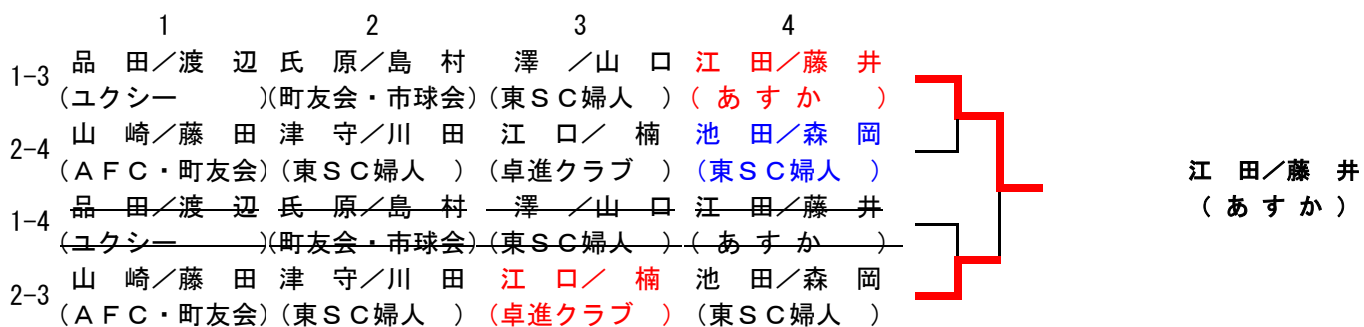 1 2 3 4
1-3 品 田／渡 辺 氏 原／島 村 澤 ／山 口 江 田／藤 井
(ユクシー )(町友会・市球会)(東ＳＣ婦人 )( あ す か )
2-4 山 崎／藤 田 津 守／川 田 江 口／ 楠 池 田／森 岡
(ＡＦＣ・町友会)(東ＳＣ婦人 )(卓進クラブ )(東ＳＣ婦人 )
江 田／藤 井
( あ す か )
1-4 品 田／渡 辺 氏 原／島 村 澤 ／山 口 江 田／藤 井
(ユクシー )(町友会・市球会)(東ＳＣ婦人 )( あ す か )
2-3 山 崎／藤 田 津 守／川 田 江 口／ 楠 池 田／森 岡
(ＡＦＣ・町友会)(東ＳＣ婦人 )(卓進クラブ )(東ＳＣ婦人 )